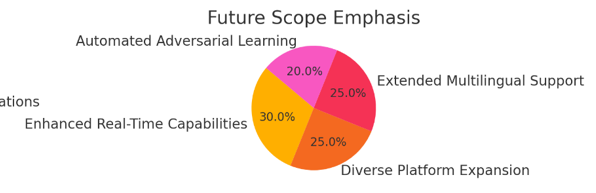 Future Scope Emphasis
Automated Adversarial Learning
20.0%
Extended Multilingual Support
25.0%
ations
30.0%
Enhanced Real-Time Capabilities
25.0%
Diverse Platform Expansion